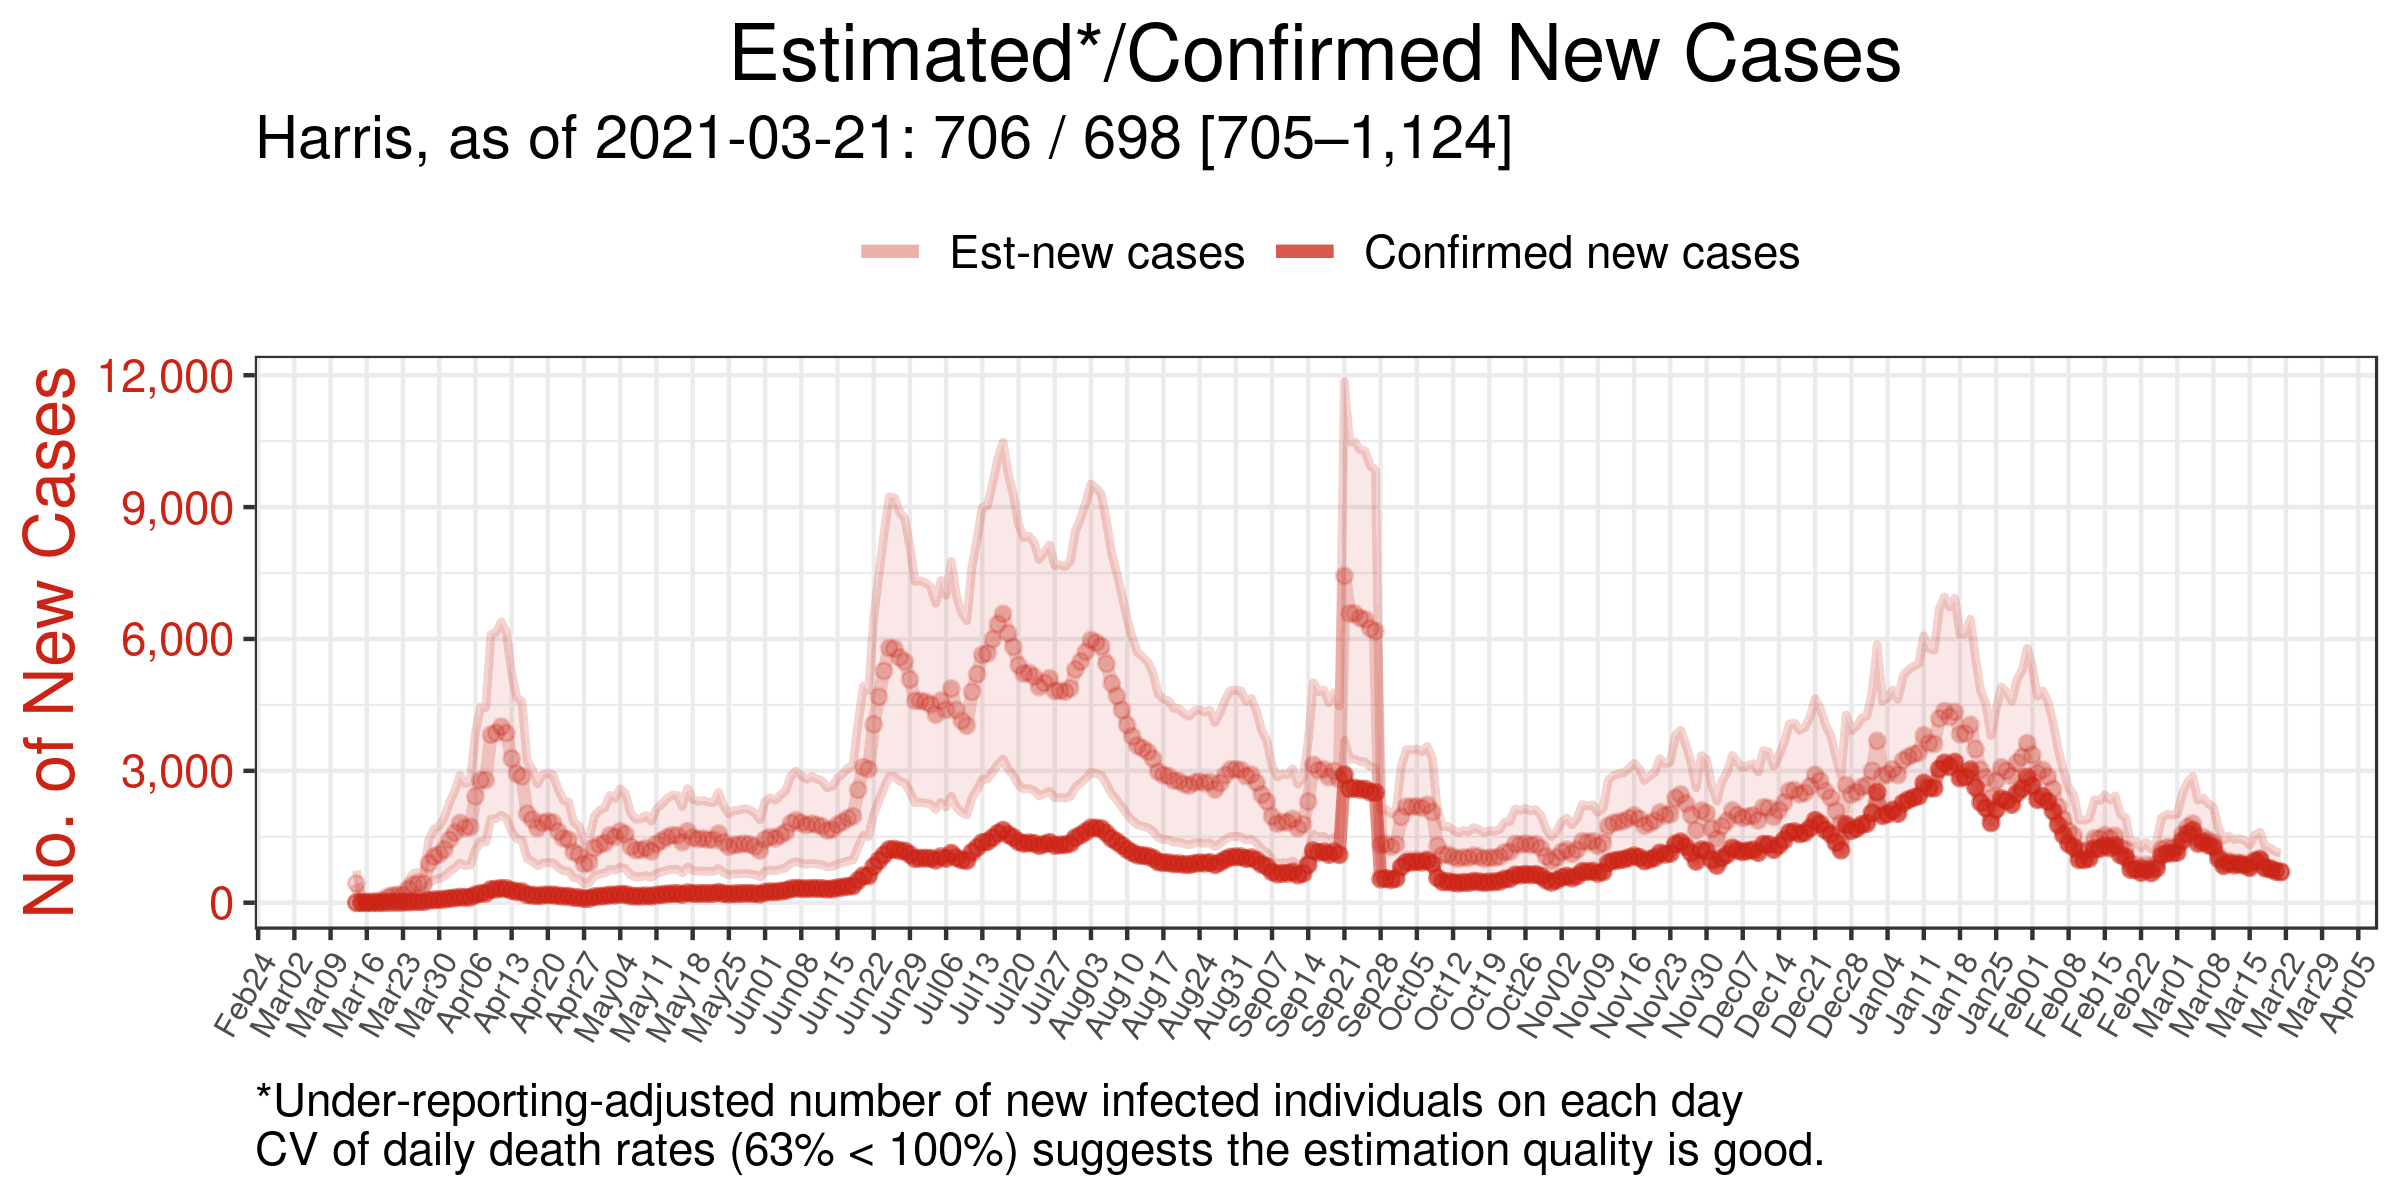 Estimated*/Confirmed New Cases
Harris, as of 2021-03-21: 706 / 698 [705–1,124]
Est-new cases Confirmed new cases
No. of New Cases
12,000
9,000
6,000
3,000
0
Feb24 Mar02 Mar09 Mar16 Mar23 Mar30 Apr06 Apr13 Apr20 Apr27 May04 May11 May18 May25 Jun01 Jun08 Jun15 Jun22 Jun29 Jul06 Jul13 Jul20 Jul27 Aug03 Aug10 Aug17 Aug24 Aug31 Sep07 Sep14 Sep21 Sep28 Oct05 Oct12 Oct19 Oct26 Nov02 Nov09 Nov16 Nov23 Nov30 Dec07 Dec14 Dec21 Dec28 Jan04 Jan11 Jan18 Jan25 Feb01 Feb08 Feb15 Feb22 Mar01 Mar08 Mar15 Mar22 Mar29 Apr05
*Under-reporting-adjusted number of new infected individuals on each day
CV of daily death rates (63% < 100%) suggests the estimation quality is good.